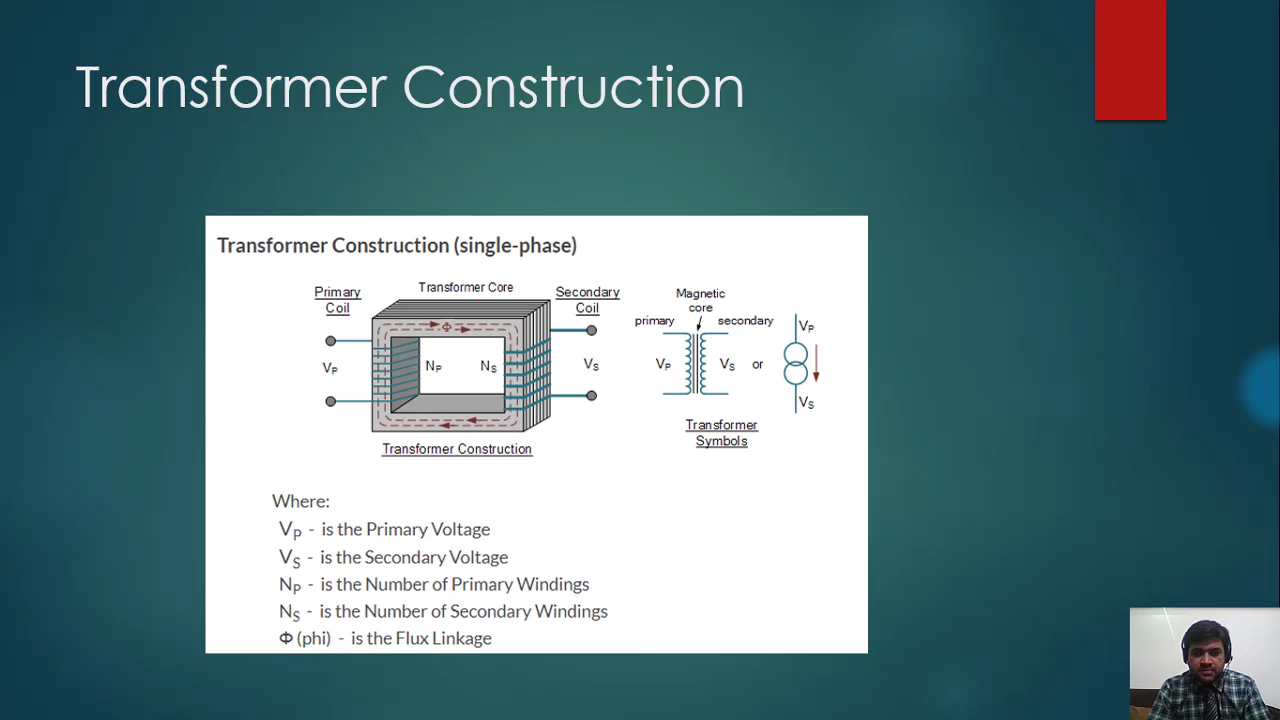 Transformer Construction
Transformer Construction (single-phase)
Primary Coil
Transformer Core
Secondary Coil
V_P
N_P
N_S
V_S
Φ
Transformer Construction
Magnetic core
primary
secondary
V_P
V_S
or
V_P
V_S
Transformer Symbols
Where:
V_P - is the Primary Voltage
V_S - is the Secondary Voltage
N_P - is the Number of Primary Windings
N_S - is the Number of Secondary Windings
Φ (phi) - is the Flux Linkage